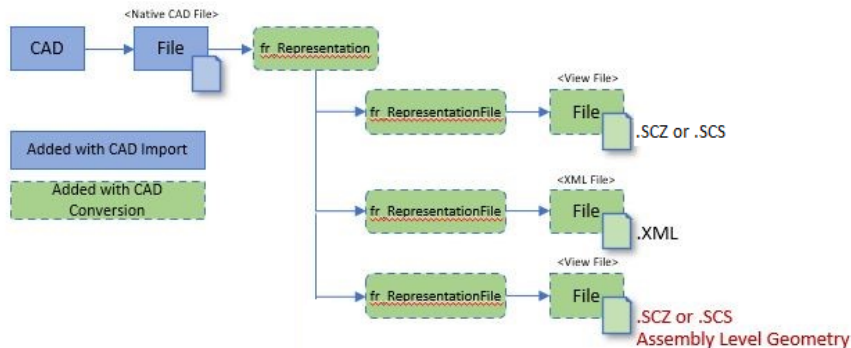 <Native CAD File>
CAD
File
fr_Representation
<View File>
fr_RepresentationFile
File
.SCZ or .SCS
Added with CAD Import
<XML File>
Added with CAD
Conversion
fr_RepresentationFile
File
.XML
<View File>
fr_RepresentationFile
File
.SCZ or .SCS
Assembly Level Geometry